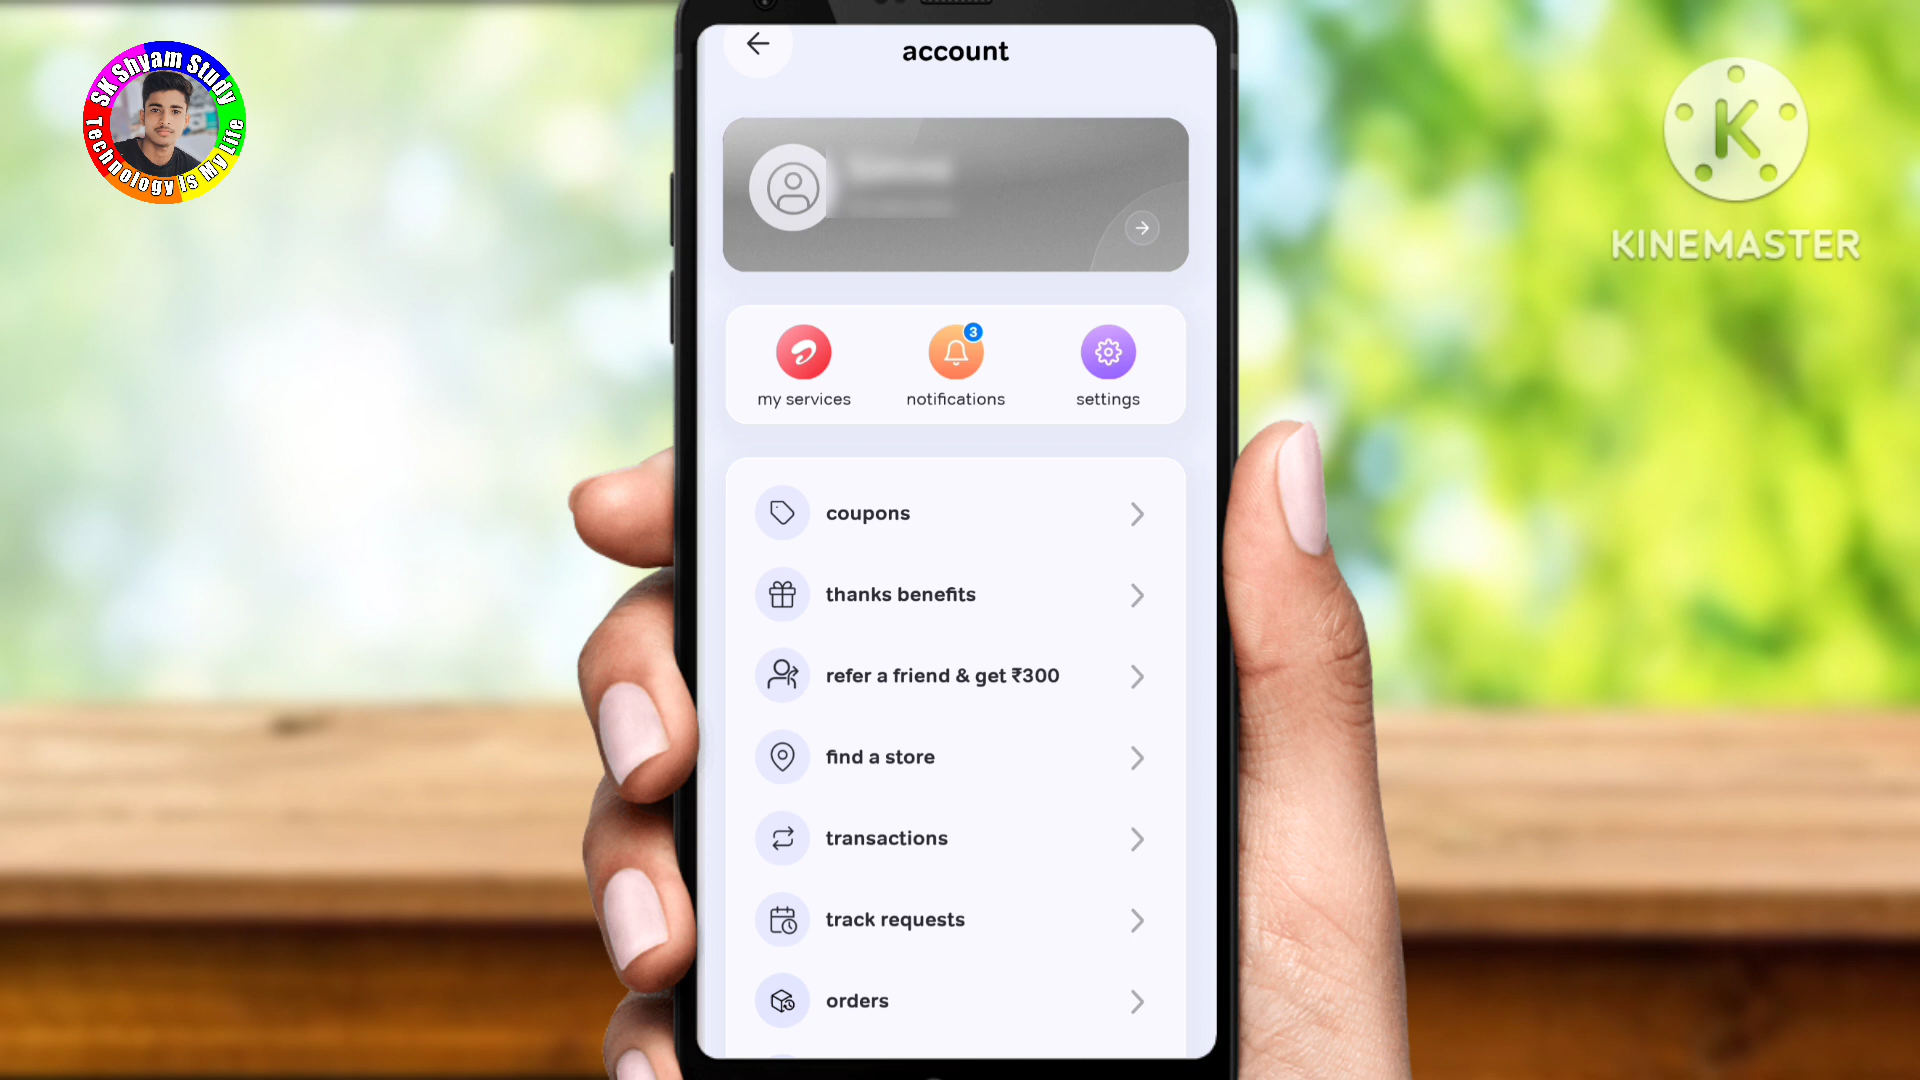 SK Shyam Study
Technology Is My Life
K
KINEMASTER
account
3
my services
notifications
settings
coupons
thanks benefits
refer a friend & get ₹300
find a store
transactions
track requests
orders